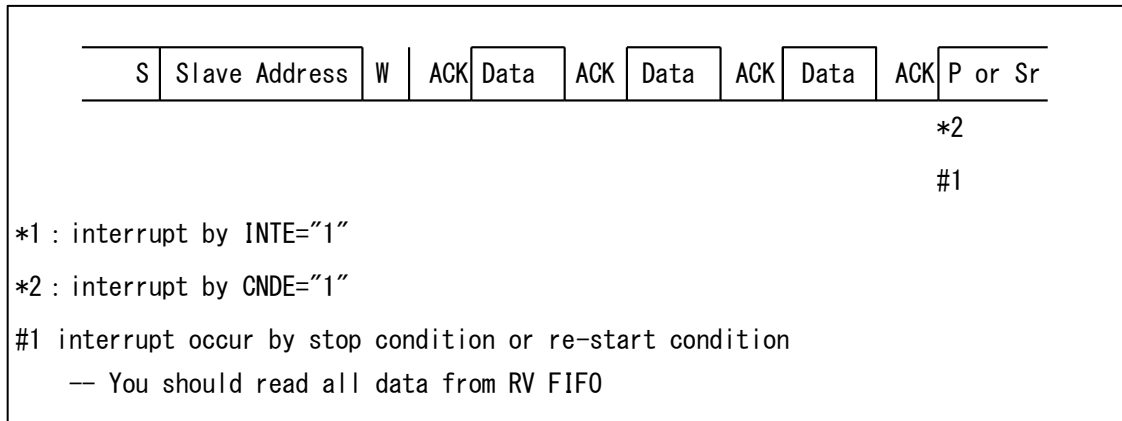 S Slave Address W ACK Data ACK Data ACK Data ACK P or Sr
*2
#1
*1 : interrupt by INTE="1"
*2 : interrupt by CNDE="1"
#1 interrupt occur by stop condition or re-start condition
-- You should read all data from RV FIFO